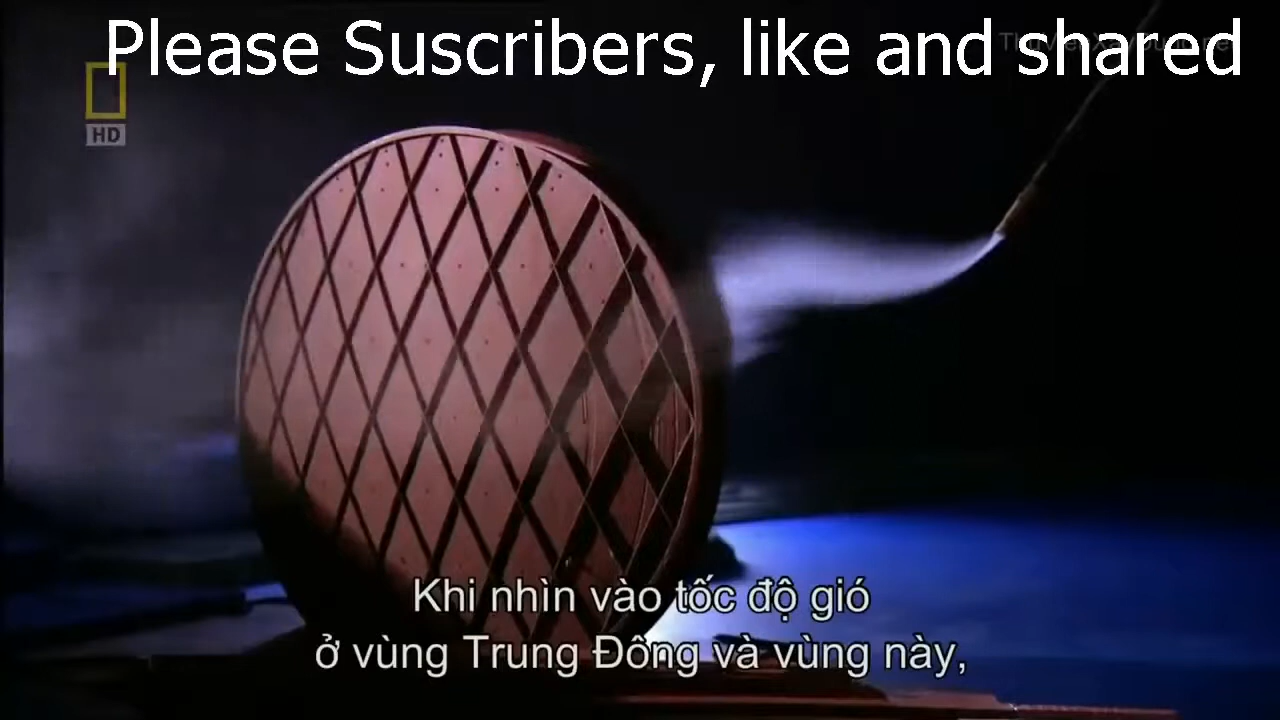 Please Suscribers, like and shared
HD
Khi nhìn vào tốc độ gió
ở vùng Trung Đông và vùng này,